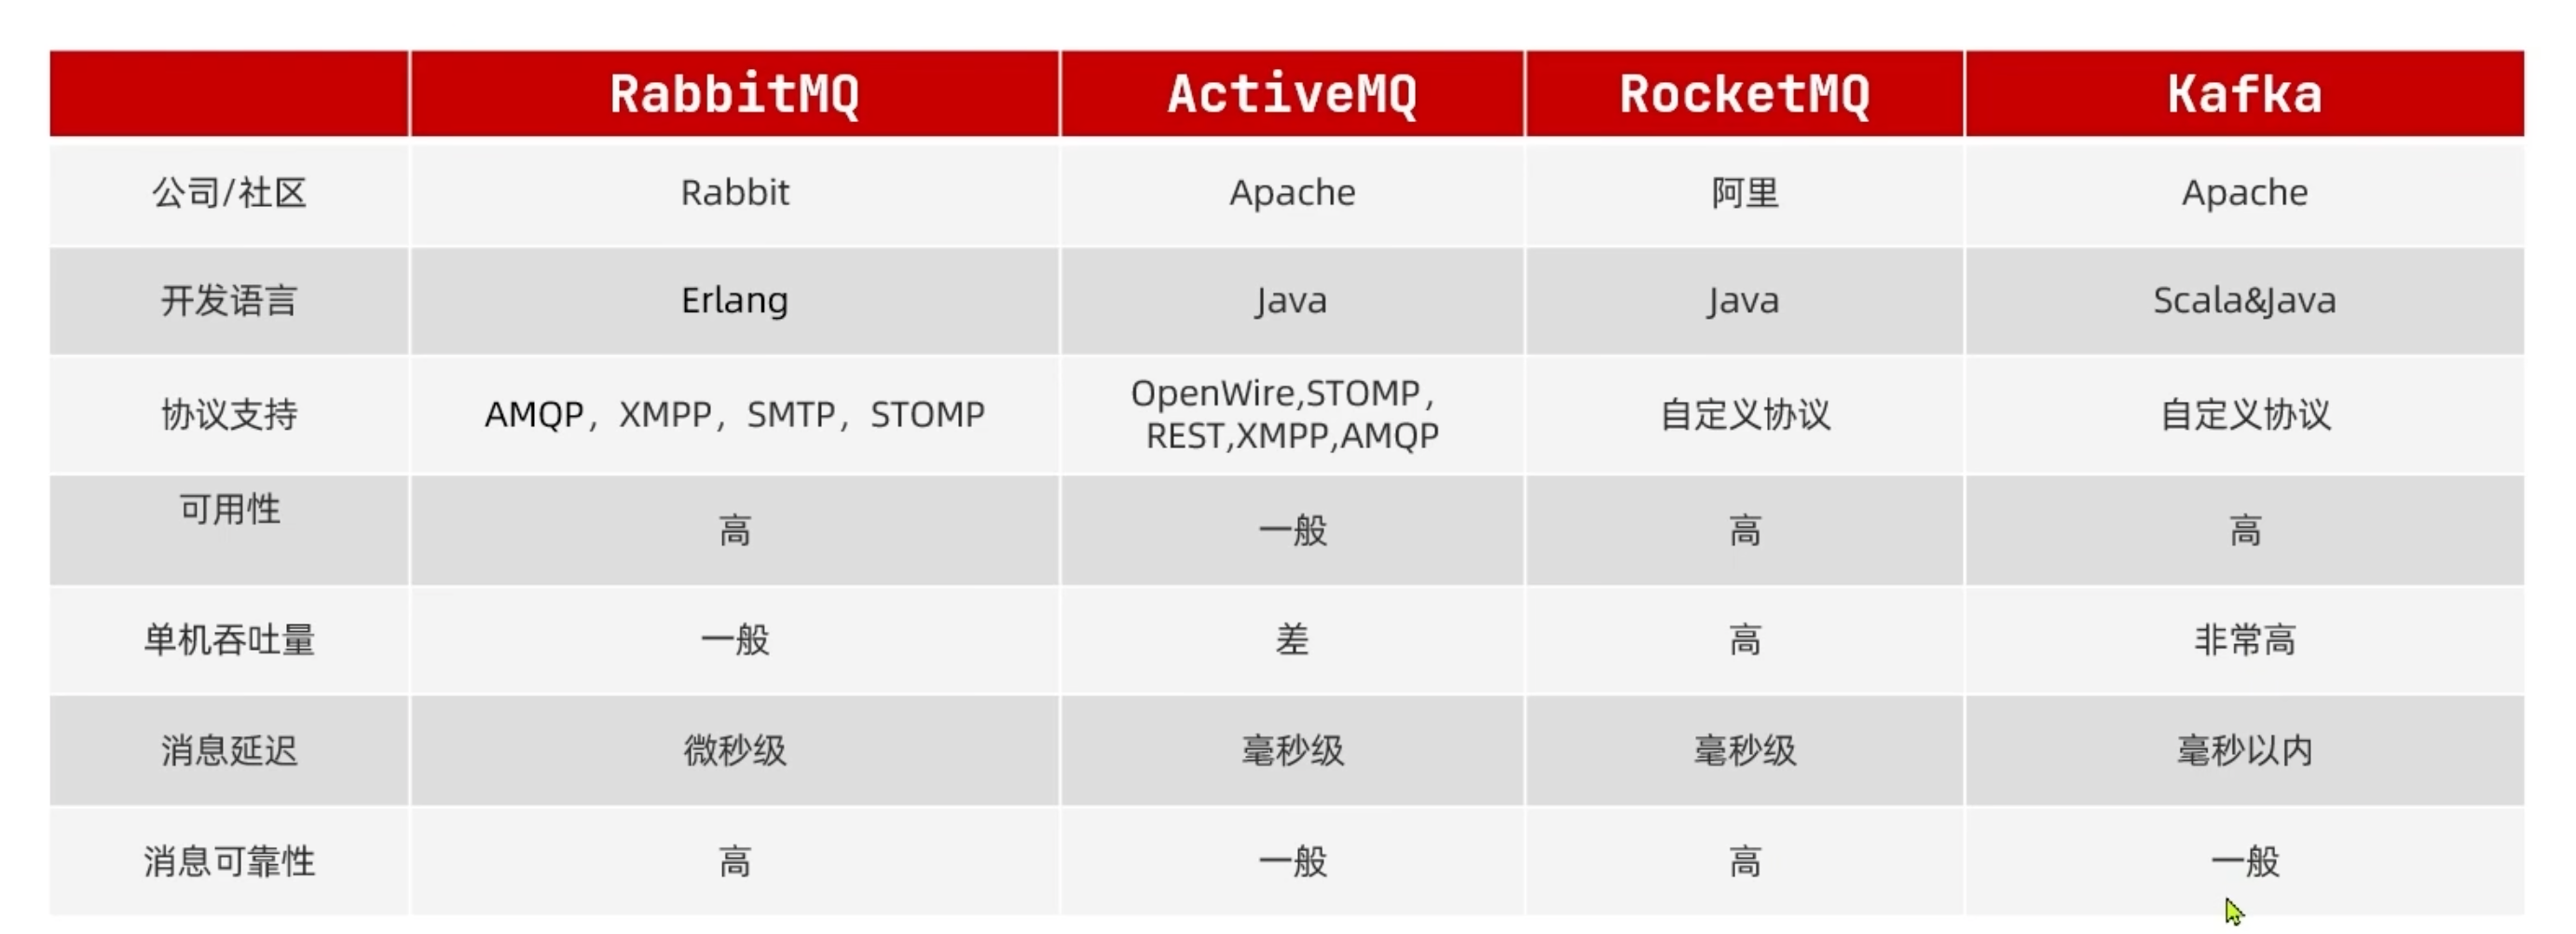 RabbitMQ ActiveMQ RocketMQ Kafka
公司/社区 Rabbit Apache 阿里 Apache
开发语言 Erlang Java Java Scala&Java
协议支持 AMQP，XMPP，SMTP，STOMP OpenWire,STOMP，
REST,XMPP,AMQP 自定义协议 自定义协议
可用性 高 一般 高 高
单机吞吐量 一般 差 高 非常高
消息延迟 微秒级 毫秒级 毫秒级 毫秒以内
消息可靠性 高 一般 高 一般